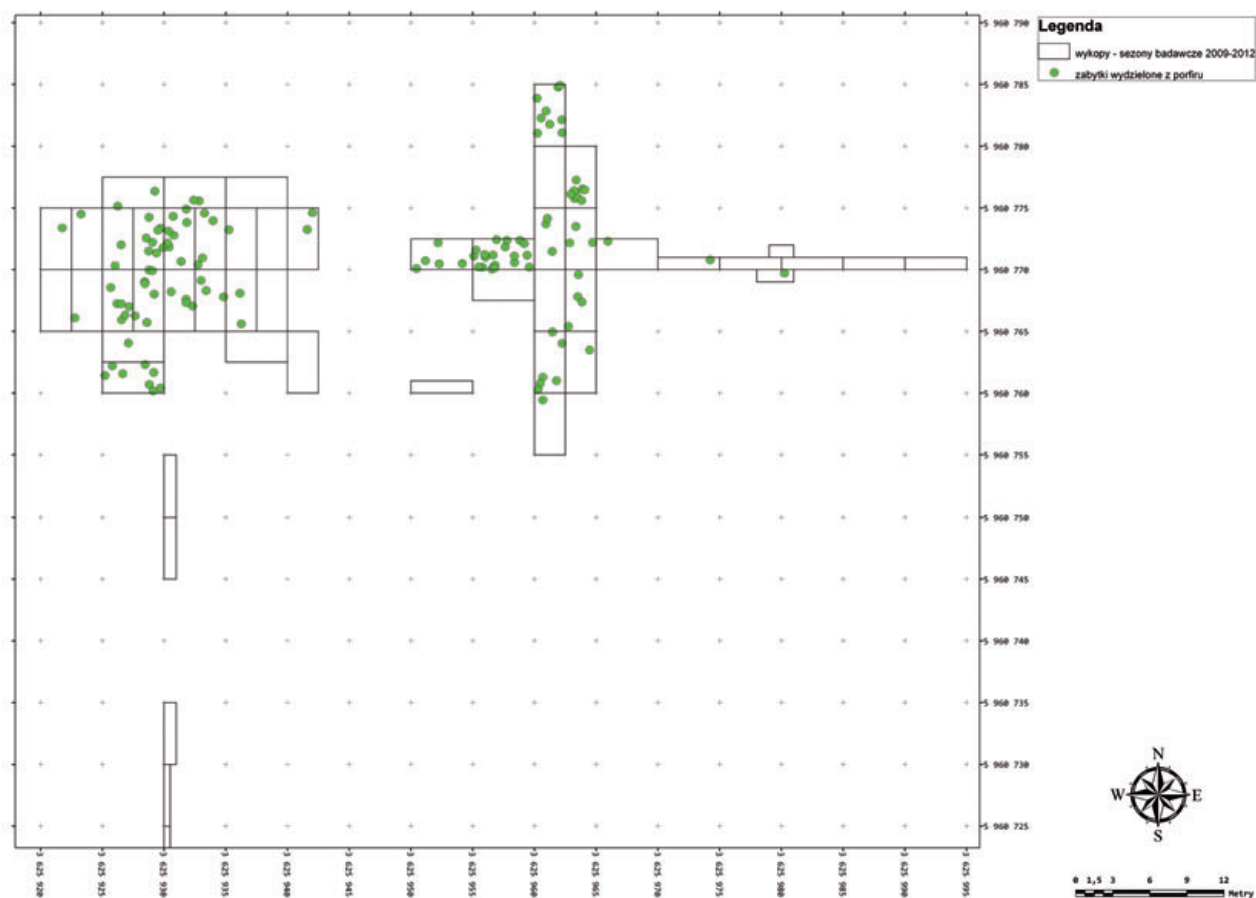 5 960 790
5 960 785
5 960 780
5 960 775
5 960 770
5 960 765
5 960 760
5 960 755
5 960 750
5 960 745
5 960 740
5 960 735
5 960 730
5 960 725
3 625 920
3 625 925
3 625 930
3 625 935
3 625 940
3 625 945
3 625 950
3 625 955
3 625 960
3 625 965
3 625 970
3 625 975
3 625 980
3 625 985
3 625 990
3 625 995
Legenda
wykopy - sezony badawcze 2009-2012
zabytki wydzielone z porfiru
N
W E
S
0 1,5 3 6 9 12
Metry